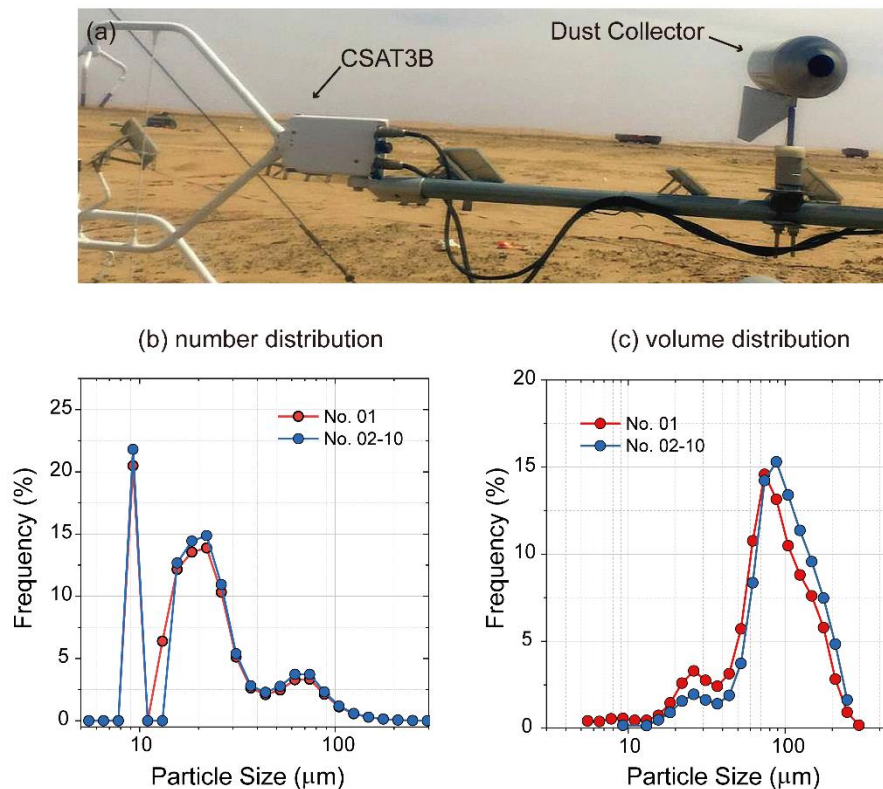 (a)
CSAT3B
Dust Collector
(b) number distribution
25
20
15
10
5
0
Frequency (%)
No. 01
No. 02-10
10
100
Particle Size (μm)
(c) volume distribution
20
15
10
5
0
Frequency (%)
No. 01
No. 02-10
10
100
Particle Size (μm)